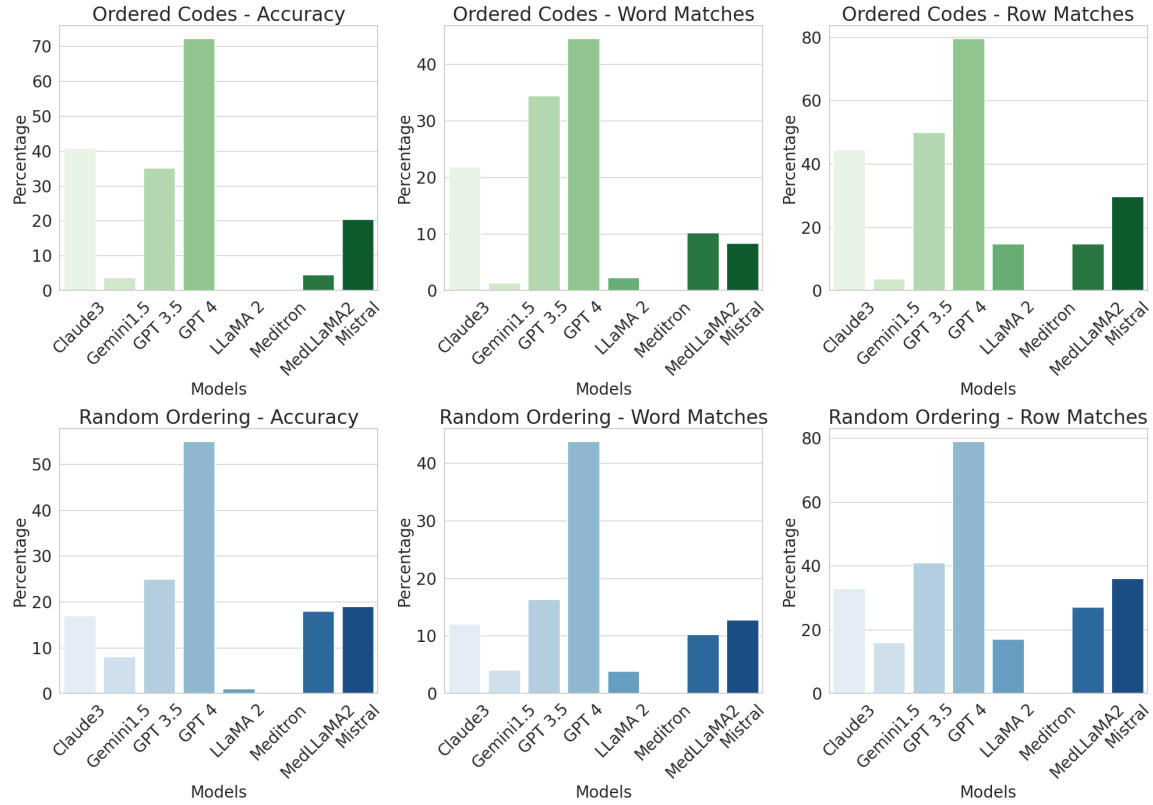 Ordered Codes - Accuracy
Percentage
70
60
50
40
30
20
10
0
Claude3
Gemini1.5
GPT 3.5
GPT 4
LLaMA 2
Meditron
MedLLaMA2
Mistral
Models
Ordered Codes - Word Matches
Percentage
40
30
20
10
0
Claude3
Gemini1.5
GPT 3.5
GPT 4
LLaMA 2
Meditron
MedLLaMA2
Mistral
Models
Ordered Codes - Row Matches
Percentage
80
60
40
20
0
Claude3
Gemini1.5
GPT 3.5
GPT 4
LLaMA 2
Meditron
MedLLaMA2
Mistral
Models
Random Ordering - Accuracy
Percentage
50
40
30
20
10
0
Claude3
Gemini1.5
GPT 3.5
GPT 4
LLaMA 2
Meditron
MedLLaMA2
Mistral
Models
Random Ordering - Word Matches
Percentage
40
30
20
10
0
Claude3
Gemini1.5
GPT 3.5
GPT 4
LLaMA 2
Meditron
MedLLaMA2
Mistral
Models
Random Ordering - Row Matches
Percentage
80
60
40
20
0
Claude3
Gemini1.5
GPT 3.5
GPT 4
LLaMA 2
Meditron
MedLLaMA2
Mistral
Models